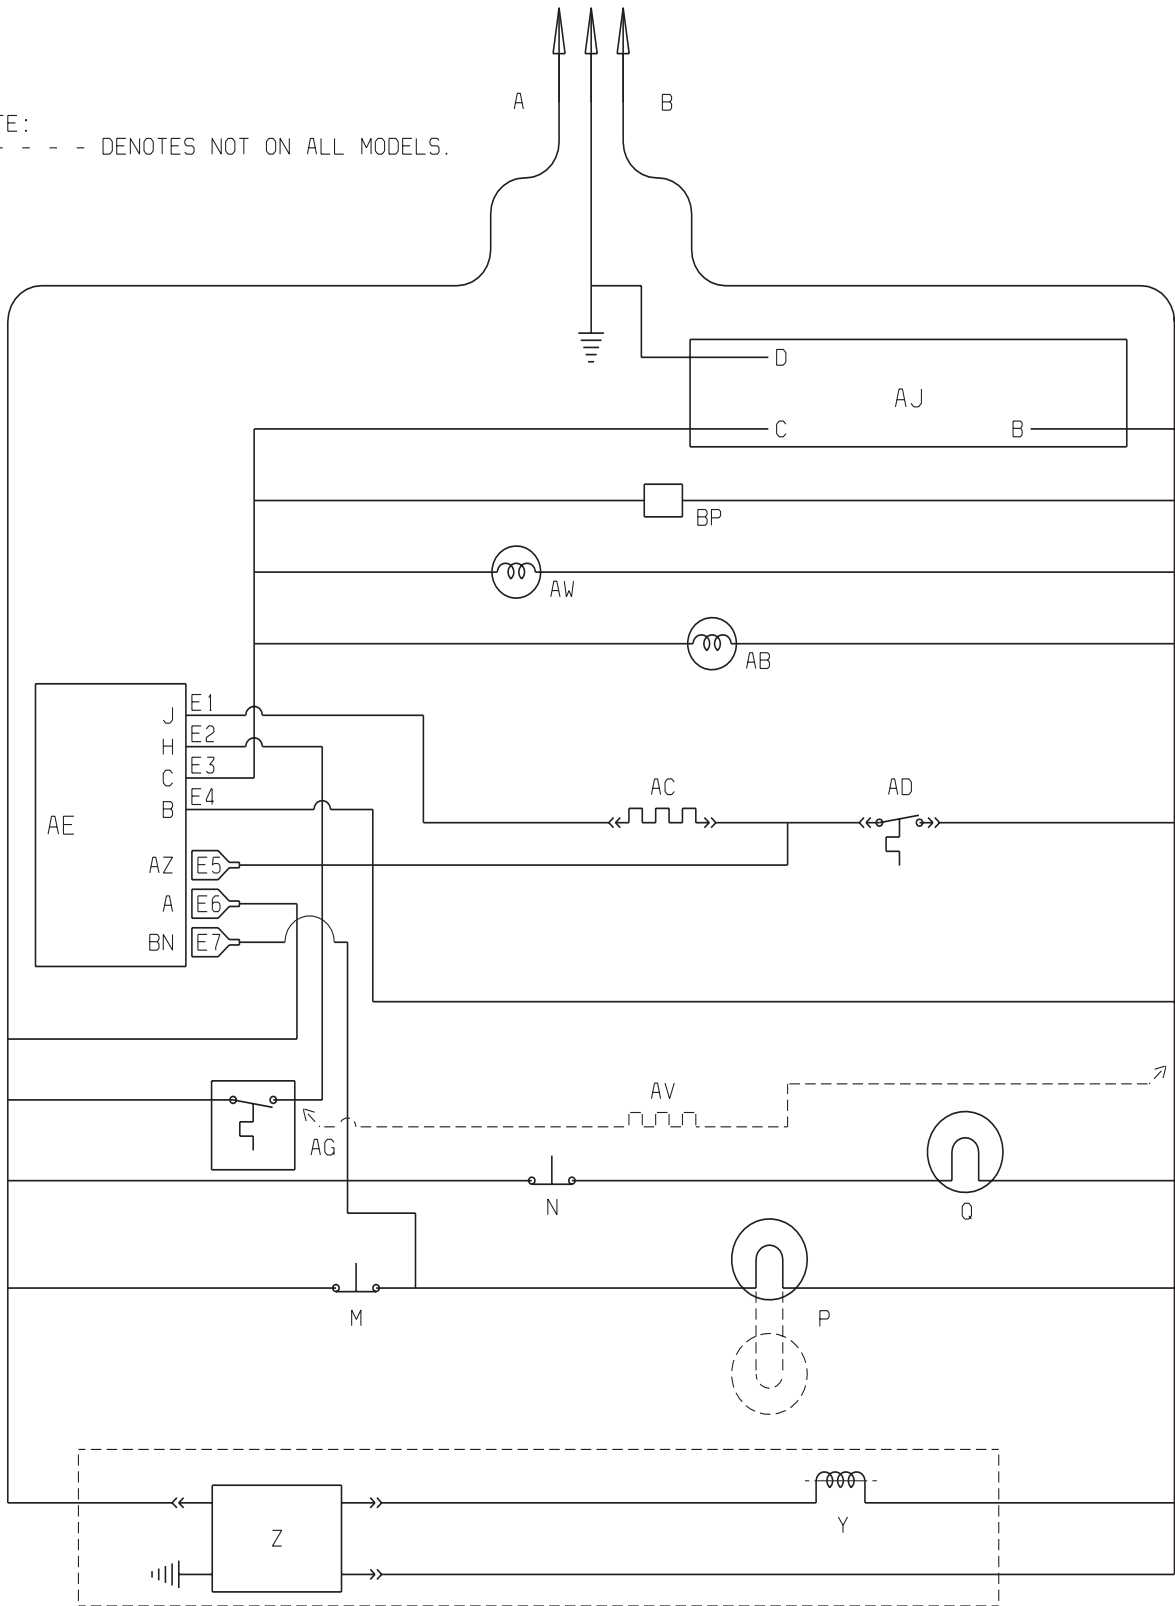 A
B
TE:
- - - - DENOTES NOT ON ALL MODELS.
D
AJ
C
B
BP
AW
AB
E1
J
E2
H
E3
C
E4
B
AC
AD
AE
AZ E5
A E6
BN E7
AV
AG
N
Q
M
P
Z
Y